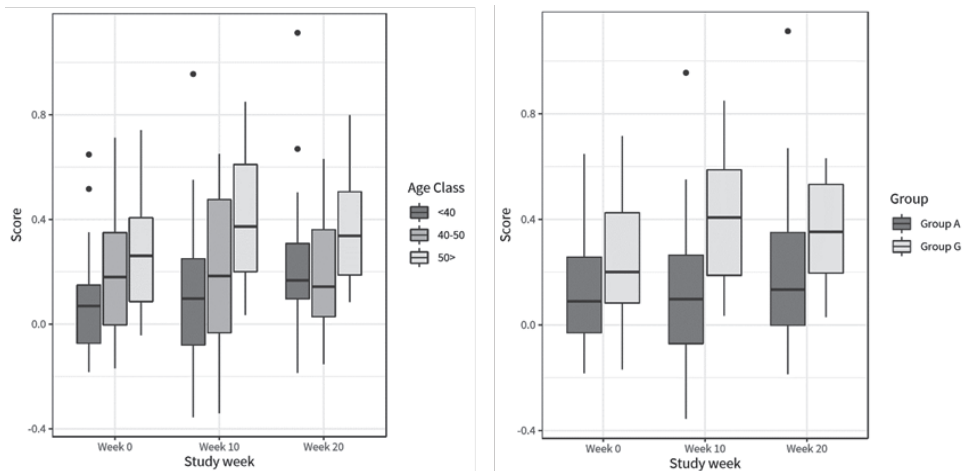 Score
0.8
0.4
0.0
-0.4
Week 0
Week 10
Week 20
Study week
Age Class
<40
40-50
50>
Score
0.8
0.4
0.0
-0.4
Week 0
Week 10
Week 20
Study week
Group
Group A
Group G